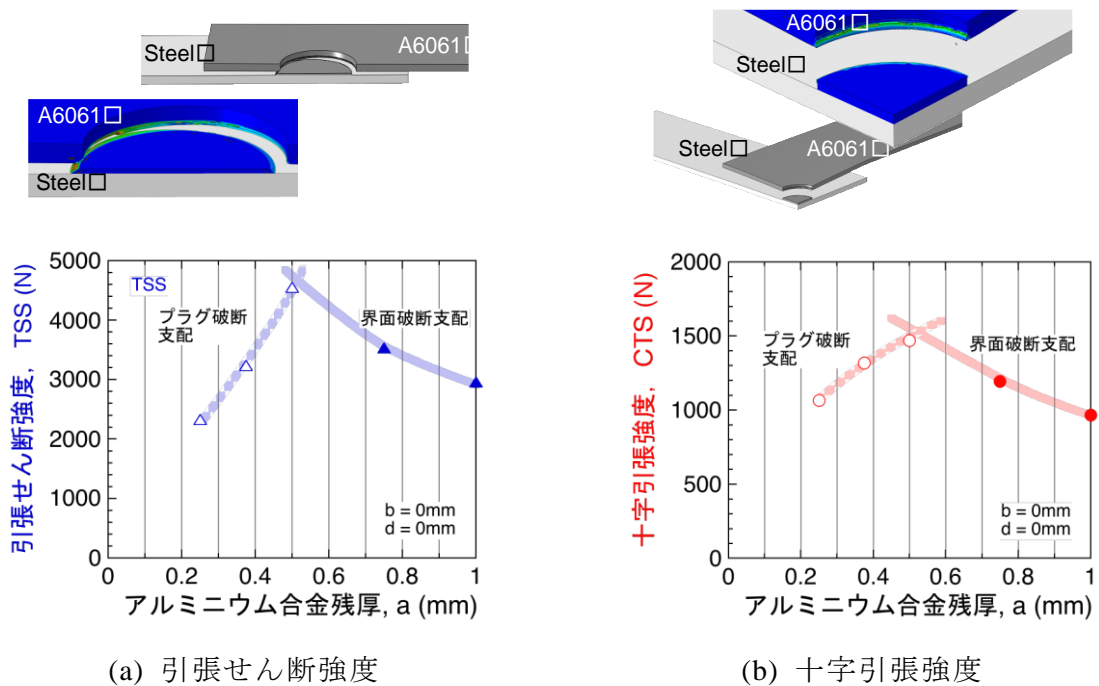 Steel□
A6061□
A6061□
Steel□
A6061□
Steel□
Steel□
A6061□
引張せん断強度, TSS (N)
5000
4000
3000
2000
1000
0
TSS
プラグ破断
支配
界面破断支配
b = 0mm
d = 0mm
0
0.2
0.4
0.6
0.8
1
アルミニウム合金残厚, a (mm)
(a) 引張せん断強度
十字引張強度, CTS (N)
2000
1500
1000
500
0
プラグ破断
支配
界面破断支配
b = 0mm
d = 0mm
0
0.2
0.4
0.6
0.8
1
アルミニウム合金残厚, a (mm)
(b) 十字引張強度